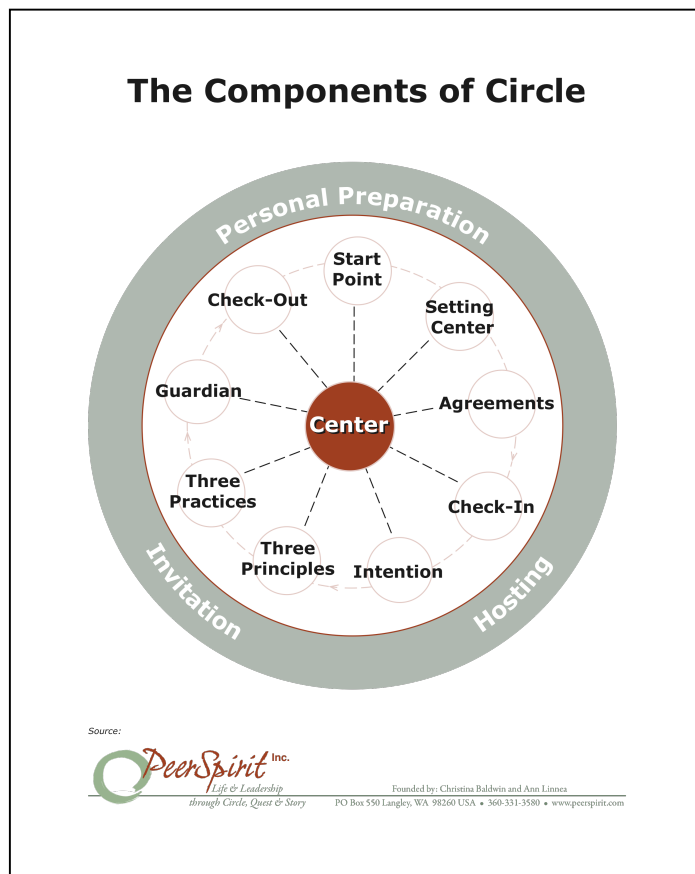 The Components of Circle
Personal Preparation
Start
Point
Setting
Center
Agreements
Check-In
Intention
Three
Principles
Three
Practices
Guardian
Check-Out
Center
Invitation
Hosting
Source:
PeerSpirit Inc.
Life & Leadership
through Circle, Quest & Story
Founded by: Christina Baldwin and Ann Linnea
PO Box 550 Langley, WA 98260 USA • 360-331-3580 • www.peerspirit.com